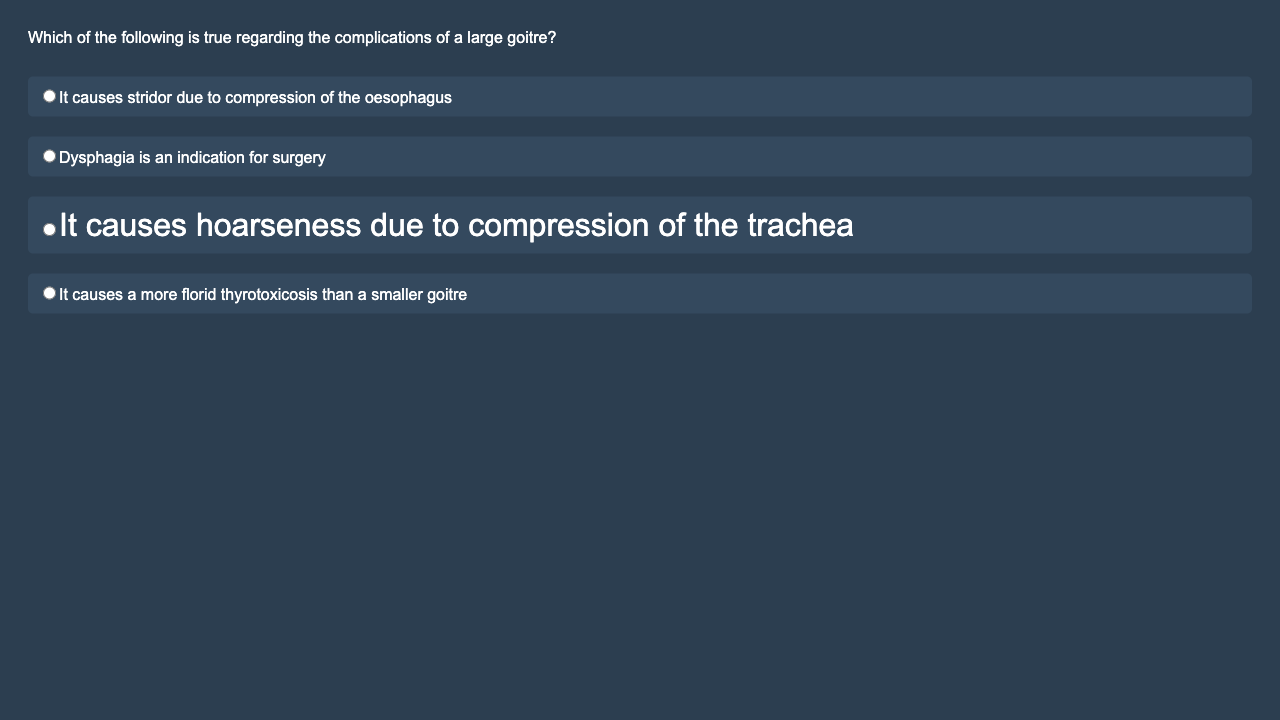 Which of the following is true regarding the complications of a large goitre?
It causes stridor due to compression of the oesophagus
Dysphagia is an indication for surgery
It causes hoarseness due to compression of the trachea
It causes a more florid thyrotoxicosis than a smaller goitre